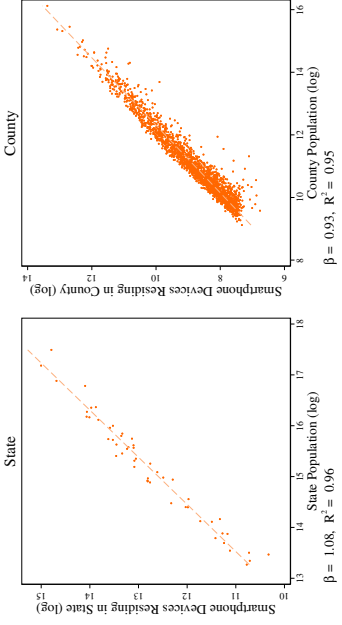 State
Smartphone Devices Residing in State (log)
15
14
13
12
11
10
13
14
15
16
17
18
State Population (log)
β = 1.08, R² = 0.96
County
Smartphone Devices Residing in County (log)
14
12
10
8
6
8
10
12
14
16
County Population (log)
β = 0.93, R² = 0.95